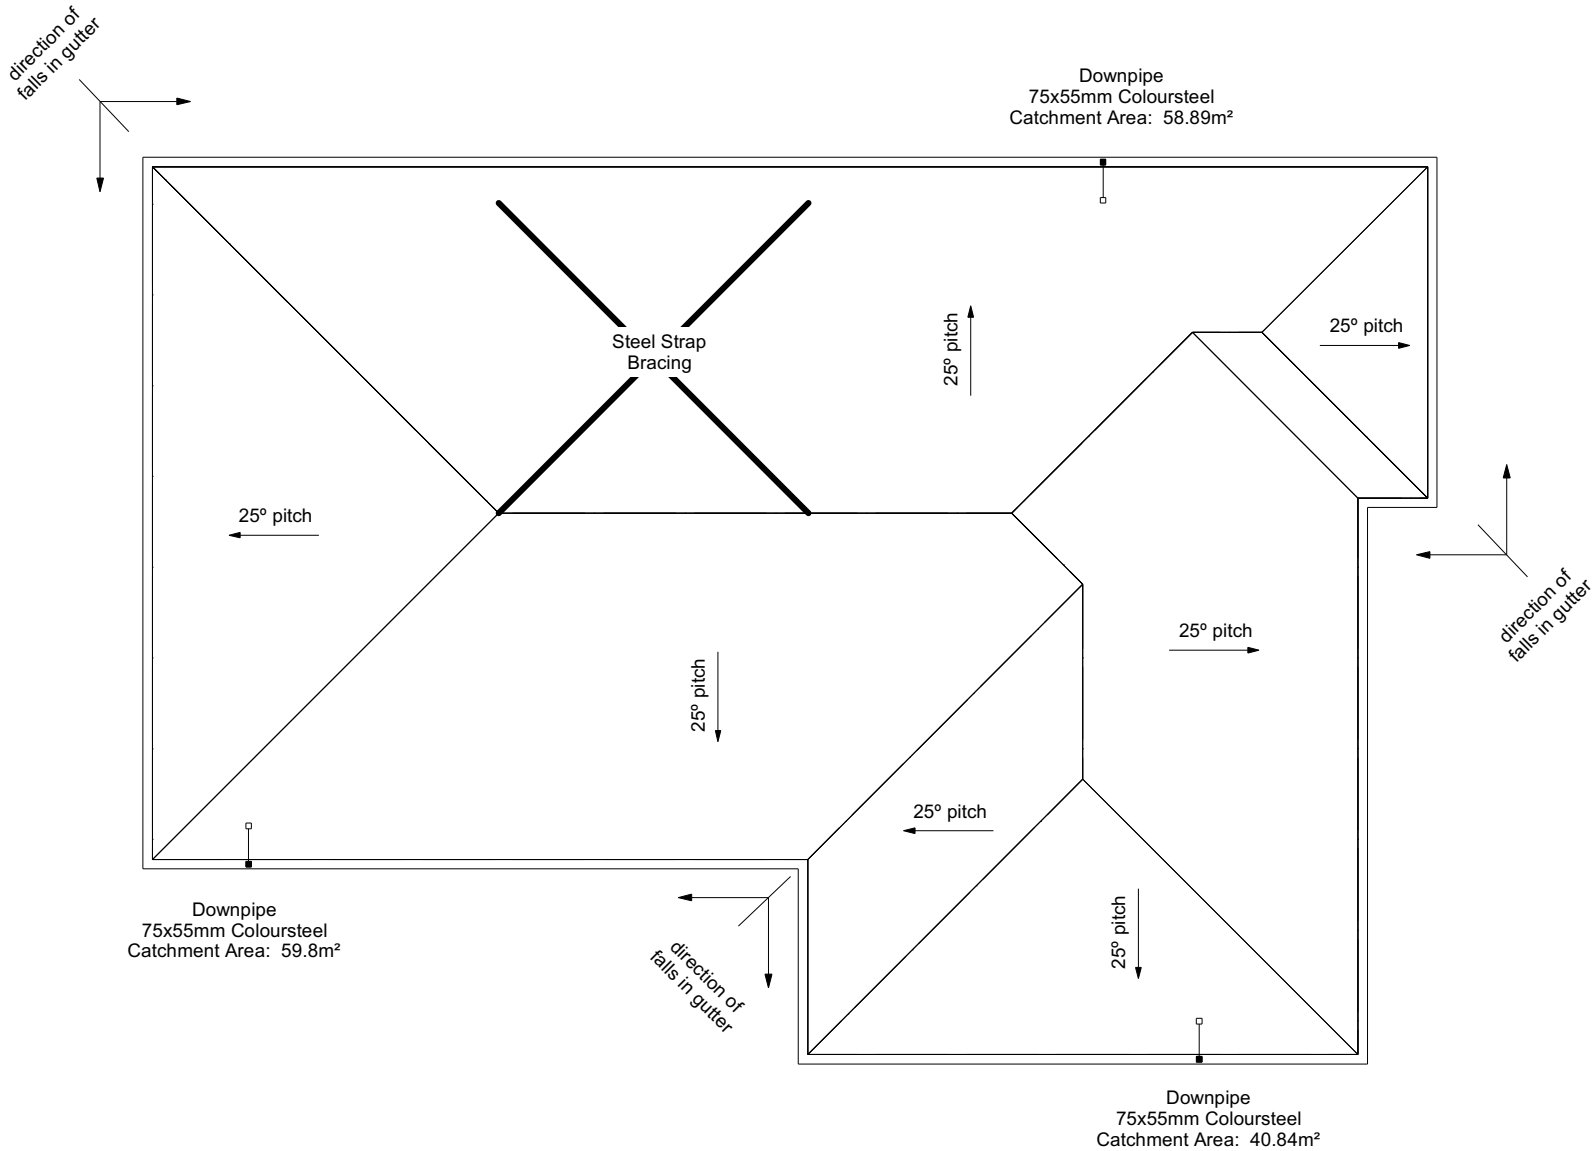 direction of
falls in gutter
Downpipe
75x55mm Coloursteel
Catchment Area: 58.89m²
Steel Strap
Bracing
25º pitch
25º pitch
25º pitch
direction of
falls in gutter
25º pitch
25º pitch
25º pitch
25º pitch
Downpipe
75x55mm Coloursteel
Catchment Area: 59.8m²
direction of
falls in gutter
Downpipe
75x55mm Coloursteel
Catchment Area: 40.84m²